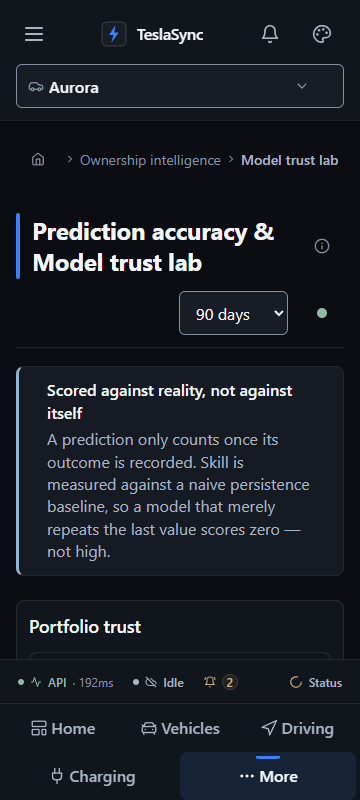 TeslaSync
Aurora
Ownership intelligence
Model trust lab
Prediction accuracy &
Model trust lab
90 days
Scored against reality, not against
itself
A prediction only counts once its
outcome is recorded. Skill is
measured against a naive persistence
baseline, so a model that merely
repeats the last value scores zero —
not high.
Portfolio trust
API · 192ms
Idle
2
Status
Home
Vehicles
Driving
Charging
More